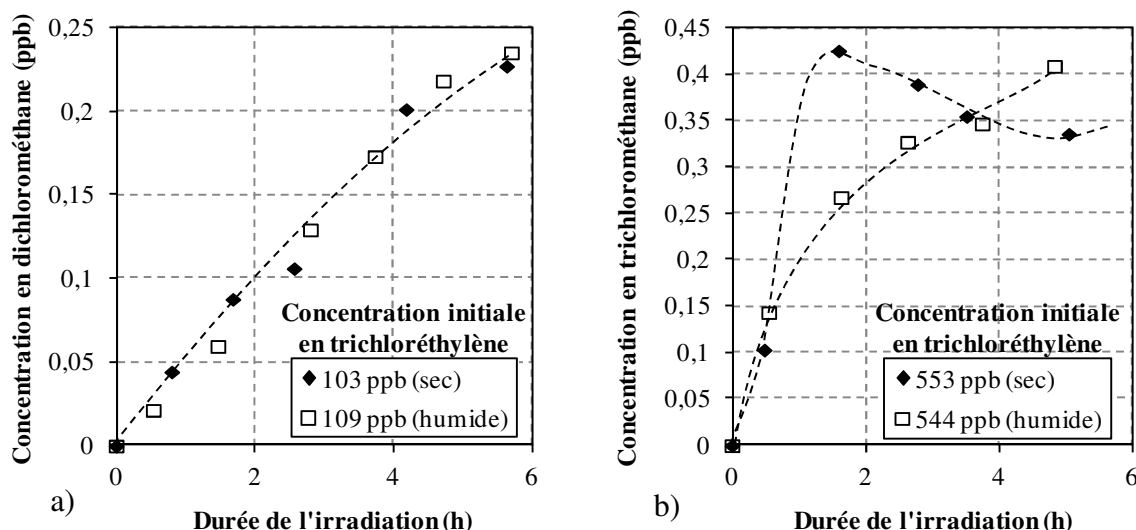 Concentration en dichlorométhane (ppb)
0,25
0,2
0,15
0,1
0,05
0
0 2 4 6
Concentration initiale
en trichloréthylène
103 ppb (sec)
109 ppb (humide)
a)
Durée de l'irradiation (h)
Concentration en trichlorométhane (ppb)
0,45
0,4
0,35
0,3
0,25
0,2
0,15
0,1
0,05
0
0 2 4 6
Concentration initiale
en trichloréthylène
553 ppb (sec)
544 ppb (humide)
b)
Durée de l'irradiation (h)